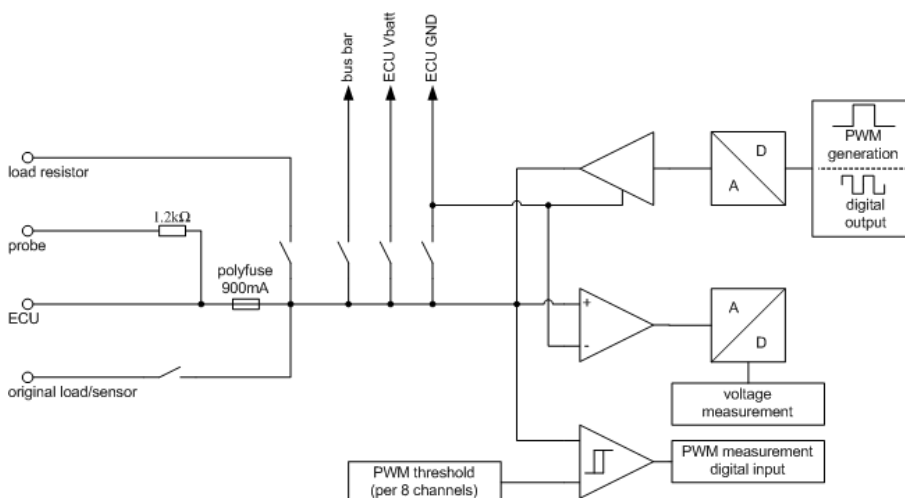 bus bar
ECU Vbatt
ECU GND
load resistor
1.2kΩ
probe
polyfuse
900mA
ECU
original load/sensor
D
A
PWM
generation
digital
output
+
-
A
D
voltage
measurement
PWM threshold
(per 8 channels)
PWM measurement
digital input